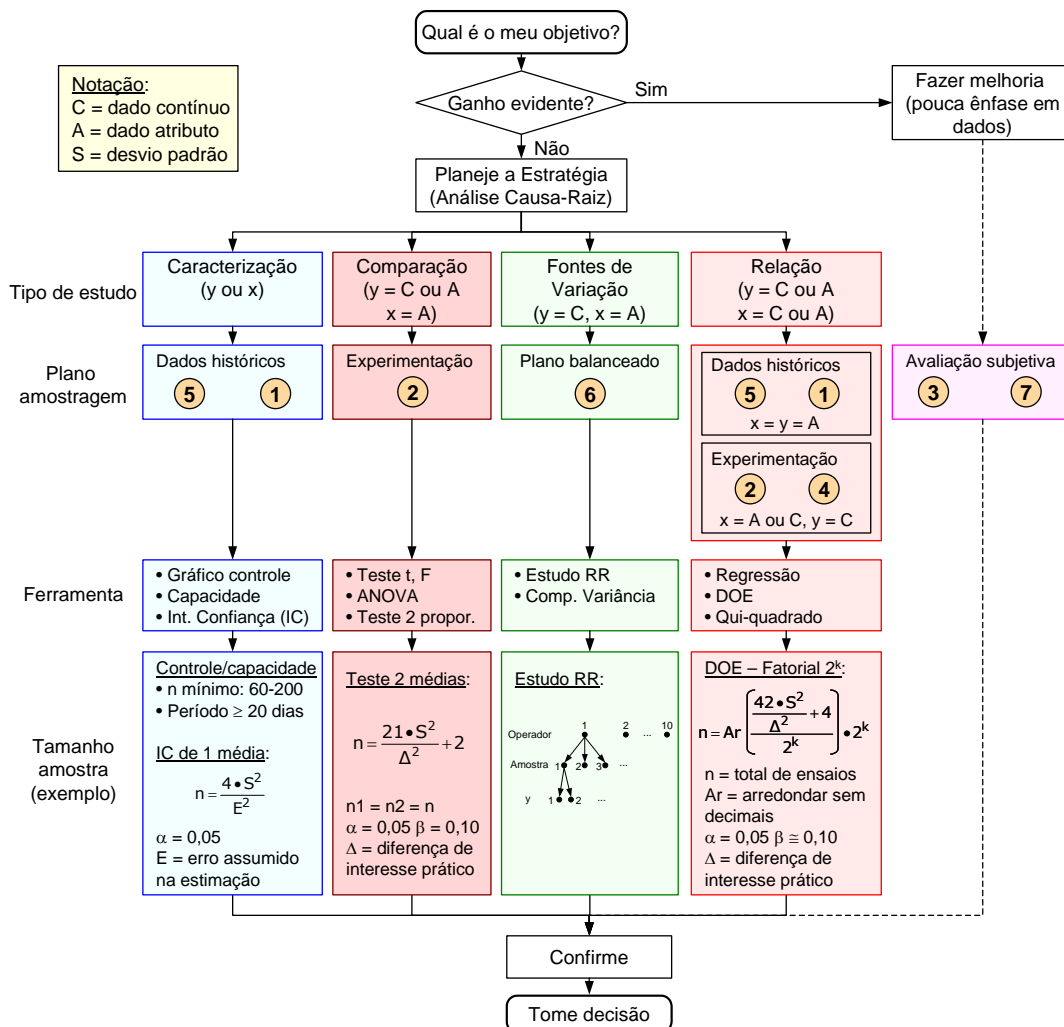 Qual é o meu objetivo?
Notação:
C = dado contínuo
A = dado atributo
S = desvio padrão
Ganho evidente?
Sim
Não
Fazer melhoria
(pouca ênfase em
dados)
Planeje a Estratégia
(Análise Causa-Raiz)
Tipo de estudo
Caracterização
(y ou x)
Comparação
(y = C ou A
x = A)
Fontes de
Variação
(y = C, x = A)
Relação
(y = C ou A
x = C ou A)
Plano
amostragem
Dados históricos
5 1
Experimentação
2
Plano balanceado
6
Dados históricos
5 1
x = y = A
Experimentação
2 4
x = A ou C, y = C
Avaliação subjetiva
3 7
Ferramenta
• Gráfico controle
• Capacidade
• Int. Confiança (IC)
• Teste t, F
• ANOVA
• Teste 2 propor.
• Estudo RR
• Comp. Variância
• Regressão
• DOE
• Qui-quadrado
Tamanho
amostra
(exemplo)
Controle/capacidade
• n mínimo: 60-200
• Período ≥ 20 dias
IC de 1 média:
n = 4•S² / E²
α = 0,05
E = erro assumido
na estimação
Teste 2 médias:
n = 21•S² / Δ² + 2
n1 = n2 = n
α = 0,05 β = 0,10
Δ = diferença de
interesse prático
Estudo RR:
Operador 1 2 ... 10
Amostra 1 2 3 ...
y 1 2 ...
DOE – Fatorial 2ᵏ:
n = Ar ( (42•S² / Δ² + 4) / 2ᵏ ) • 2ᵏ
n = total de ensaios
Ar = arredondar sem
decimais
α = 0,05 β ≅ 0,10
Δ = diferença de
interesse prático
Confirme
Tome decisão